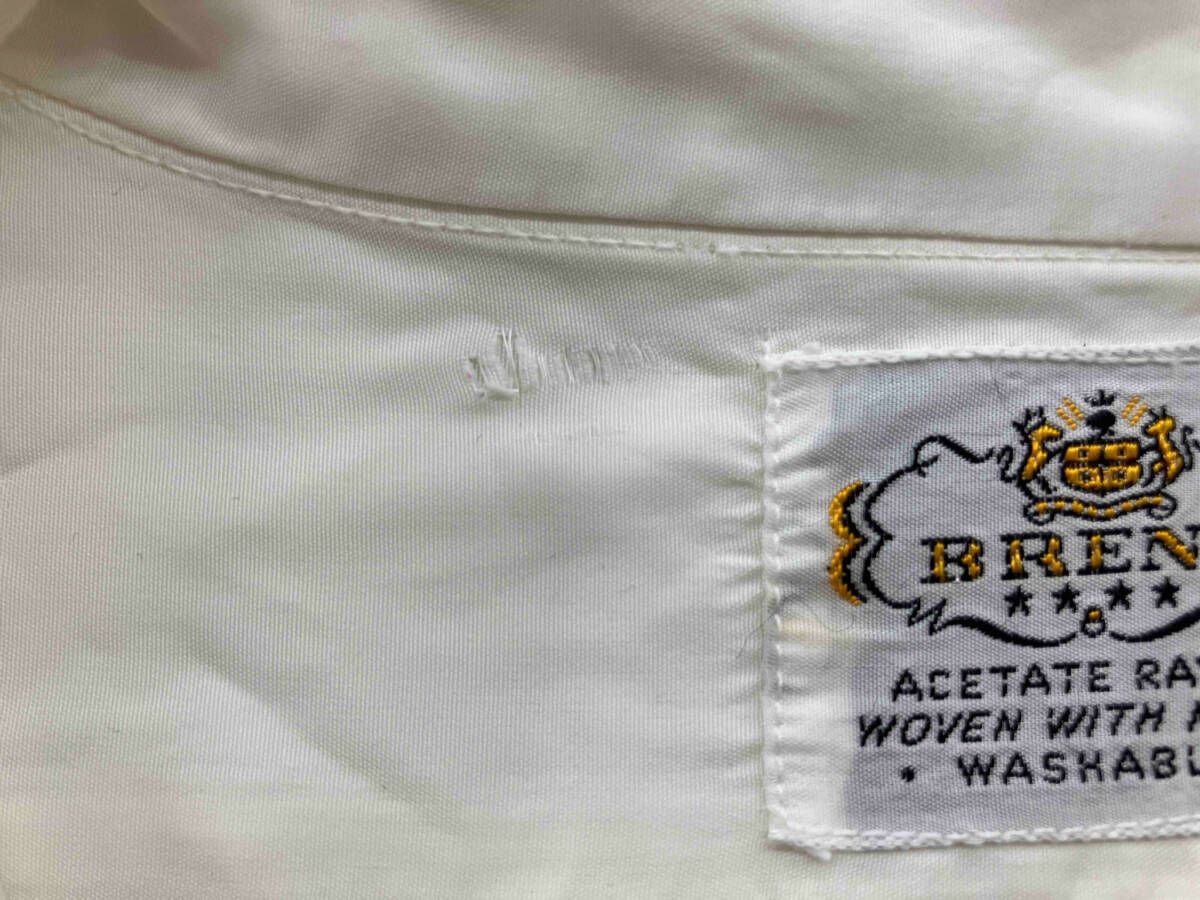 BREN
ACETATE RA
WOVEN WITH
• WASHABL